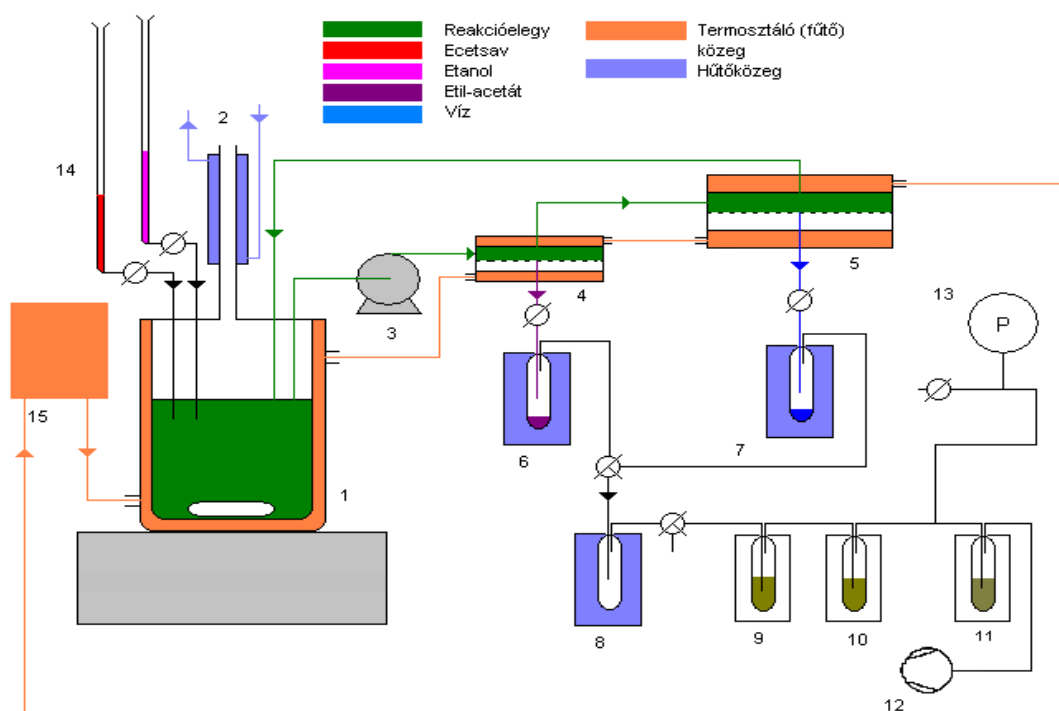 Reakcióelegy
Ecetsav
Etanol
Etil-acetát
Víz
Termosztáló (fűtő)
közeg
Hűtőközeg
2
14
5
4
13
P
3
15
1
6
7
8
9
10
11
12